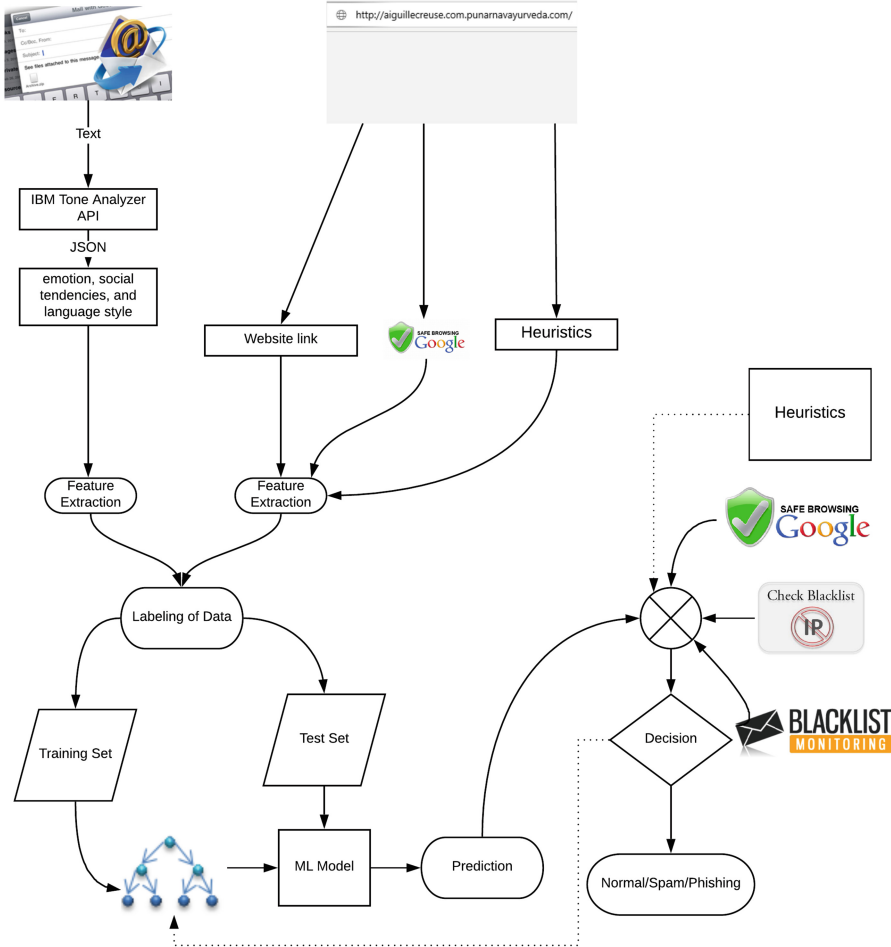 Mail with
Cancel
To:
Cc/Bcc, From:
Subject:
See files attached to this message
http://aiguillecreuse.com.punarnavayurveda.com/
Text
IBM Tone Analyzer
API
JSON
emotion, social
tendencies, and
language style
Website link
SAFE BROWSING
Google
Heuristics
Heuristics
Feature
Extraction
Feature
Extraction
SAFE BROWSING
Google
Labeling of Data
Check Blacklist
IP
Training Set
Test Set
Decision
BLACKLIST
MONITORING
ML Model
Prediction
Normal/Spam/Phishing